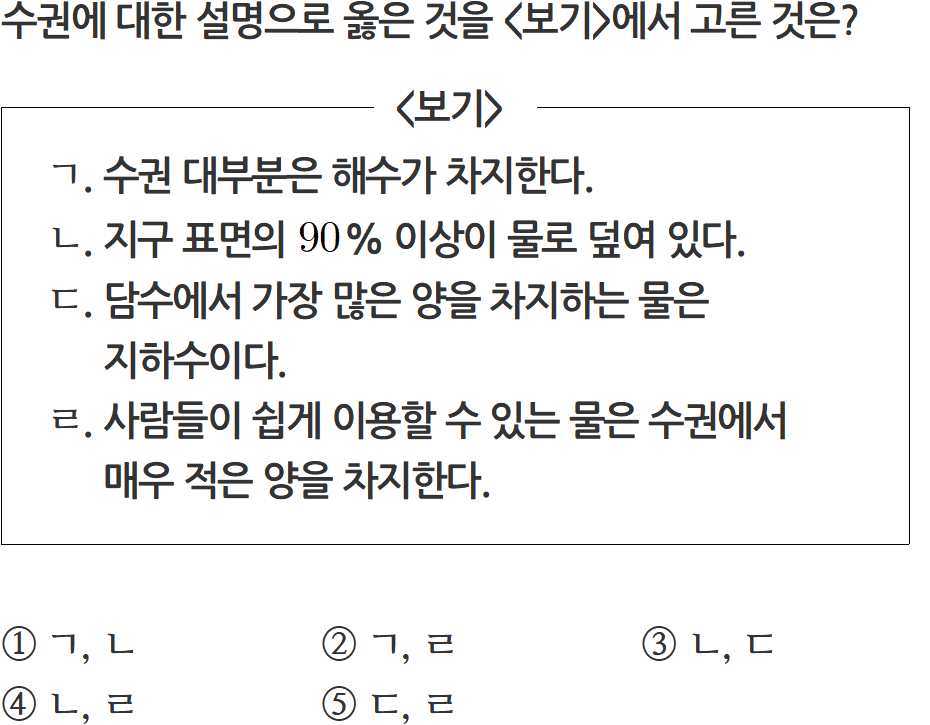 수권에 대한 설명으로 옳은 것을 <보기>에서 고른 것은?
<보기>
ㄱ. 수권 대부분은 해수가 차지한다.
ㄴ. 지구 표면의 90% 이상이 물로 덮여 있다.
ㄷ. 담수에서 가장 많은 양을 차지하는 물은
지하수이다.
ㄹ. 사람들이 쉽게 이용할 수 있는 물은 수권에서
매우 적은 양을 차지한다.
① ㄱ, ㄴ ② ㄱ, ㄹ ③ ㄴ, ㄷ
④ ㄴ, ㄹ ⑤ ㄷ, ㄹ